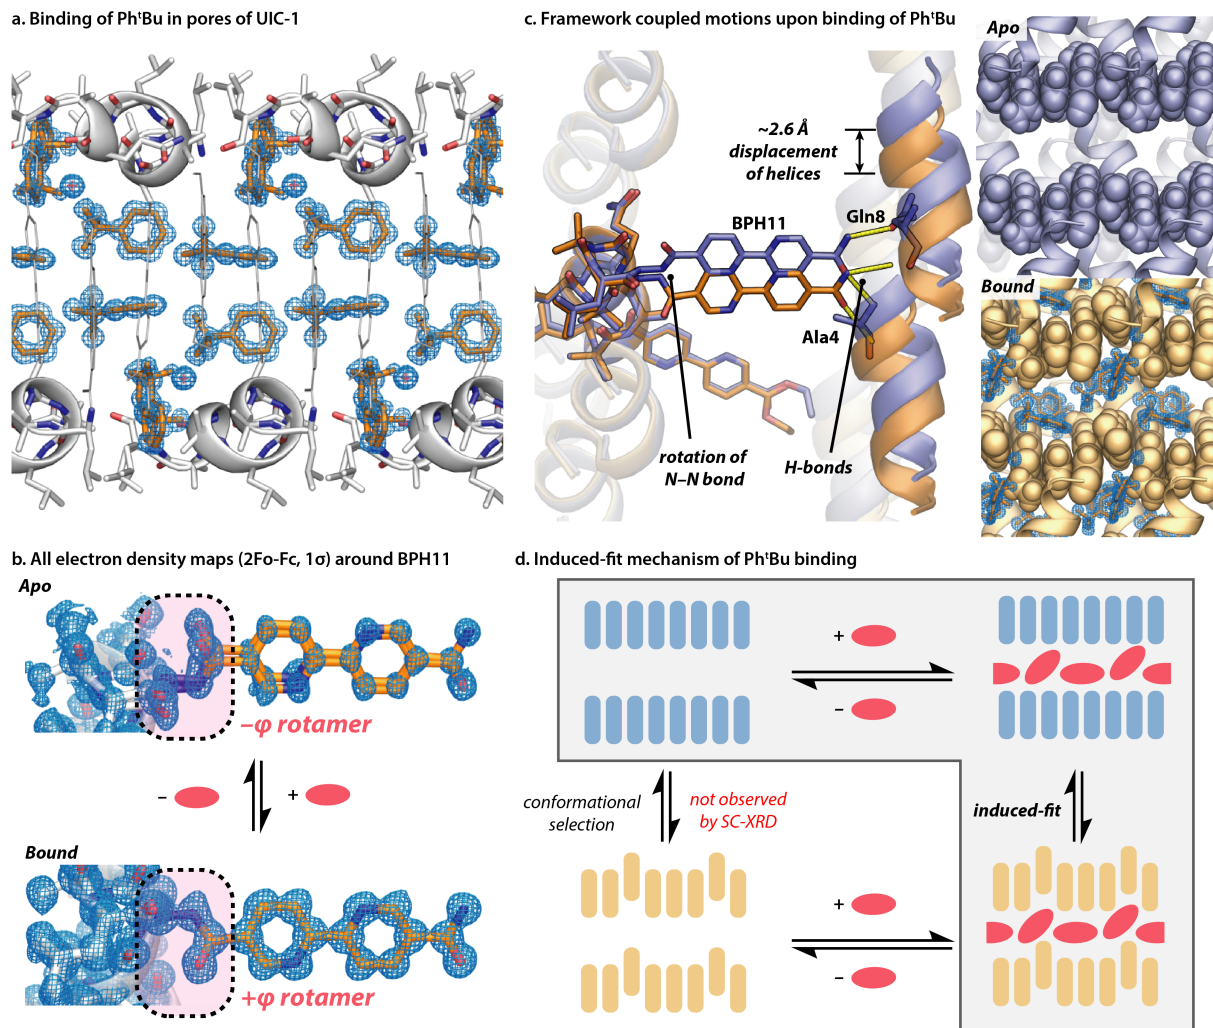 a. Binding of PhᵗBu in pores of UIC-1
c. Framework coupled motions upon binding of PhᵗBu
Apo
~2.6 Å
displacement
of helices
BPH11
Gln8
Ala4
rotation of
N–N bond
H-bonds
Bound
b. All electron density maps (2Fo-Fc, 1σ) around BPH11
Apo
–φ rotamer
–
+
Bound
+φ rotamer
d. Induced-fit mechanism of PhᵗBu binding
+
–
conformational
selection
not observed
by SC-XRD
induced-fit
+
–